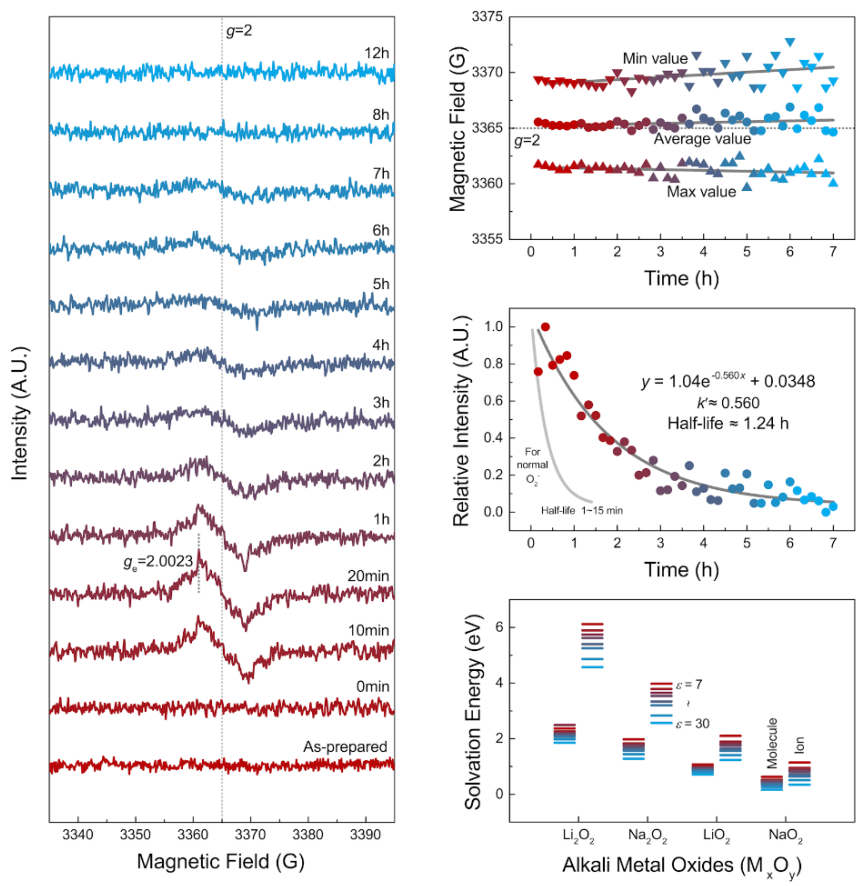 g=2
12h
8h
7h
6h
5h
4h
3h
2h
1h
g_e=2.0023
20min
10min
0min
As-prepared
Intensity (A.U.)
3340 3350 3360 3370 3380 3390
Magnetic Field (G)
3375
3370
3365
3360
3355
Magnetic Field (G)
Min value
g=2
Average value
Max value
0 1 2 3 4 5 6 7
Time (h)
1.0
0.8
0.6
0.4
0.2
0.0
Relative Intensity (A.U.)
y = 1.04e^{-0.560x} + 0.0348
k′≈ 0.560
Half-life ≈ 1.24 h
For
normal
O₂⁻
Half-life 1~15 min
0 1 2 3 4 5 6 7
Time (h)
6
4
2
0
Solvation Energy (eV)
ε = 7
~
ε = 30
Molecule
Ion
Li₂O₂ Na₂O₂ LiO₂ NaO₂
Alkali Metal Oxides (MₓO_y)